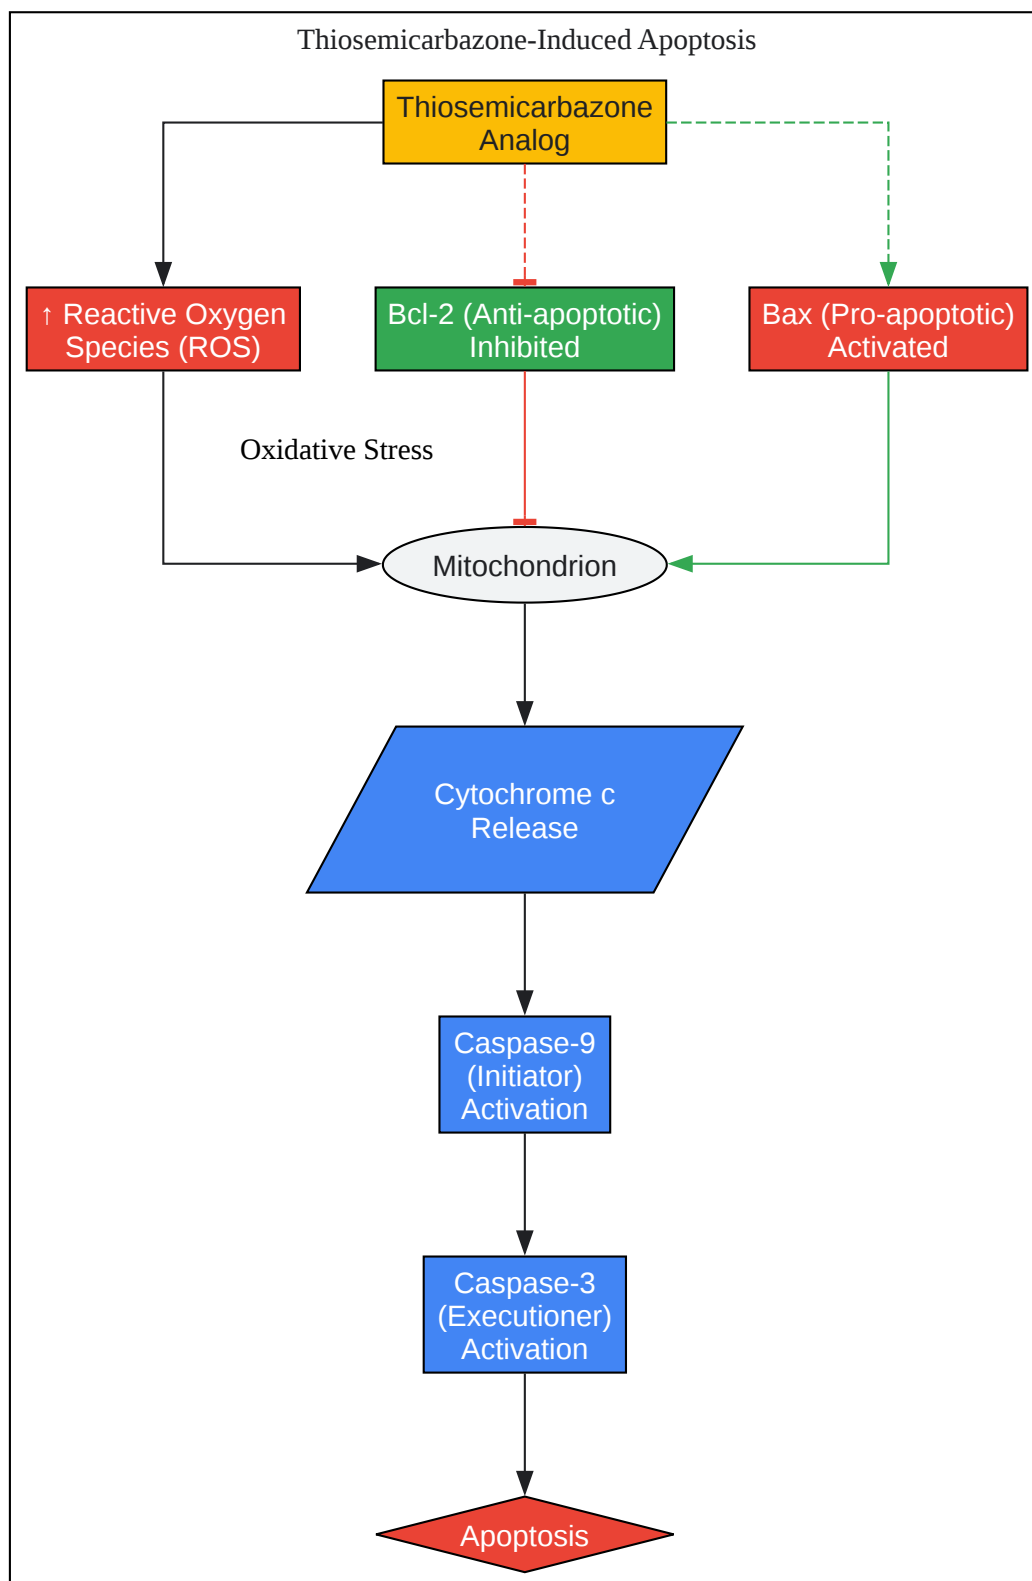 Thiosemicarbazone-Induced Apoptosis
Thiosemicarbazone
Analog
↑ Reactive Oxygen
Species (ROS)
Bcl-2 (Anti-apoptotic)
Inhibited
Bax (Pro-apoptotic)
Activated
Oxidative Stress
Mitochondrion
Cytochrome c
Release
Caspase-9
(Initiator)
Activation
Caspase-3
(Executioner)
Activation
Apoptosis